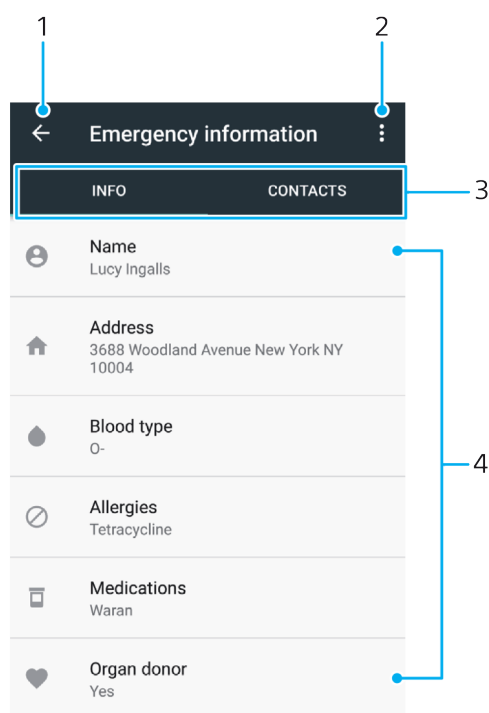 1 2
Emergency information
INFO CONTACTS
3
Name
Lucy Ingalls
Address
3688 Woodland Avenue New York NY
10004
Blood type
O-
4
Allergies
Tetracycline
Medications
Waran
Organ donor
Yes